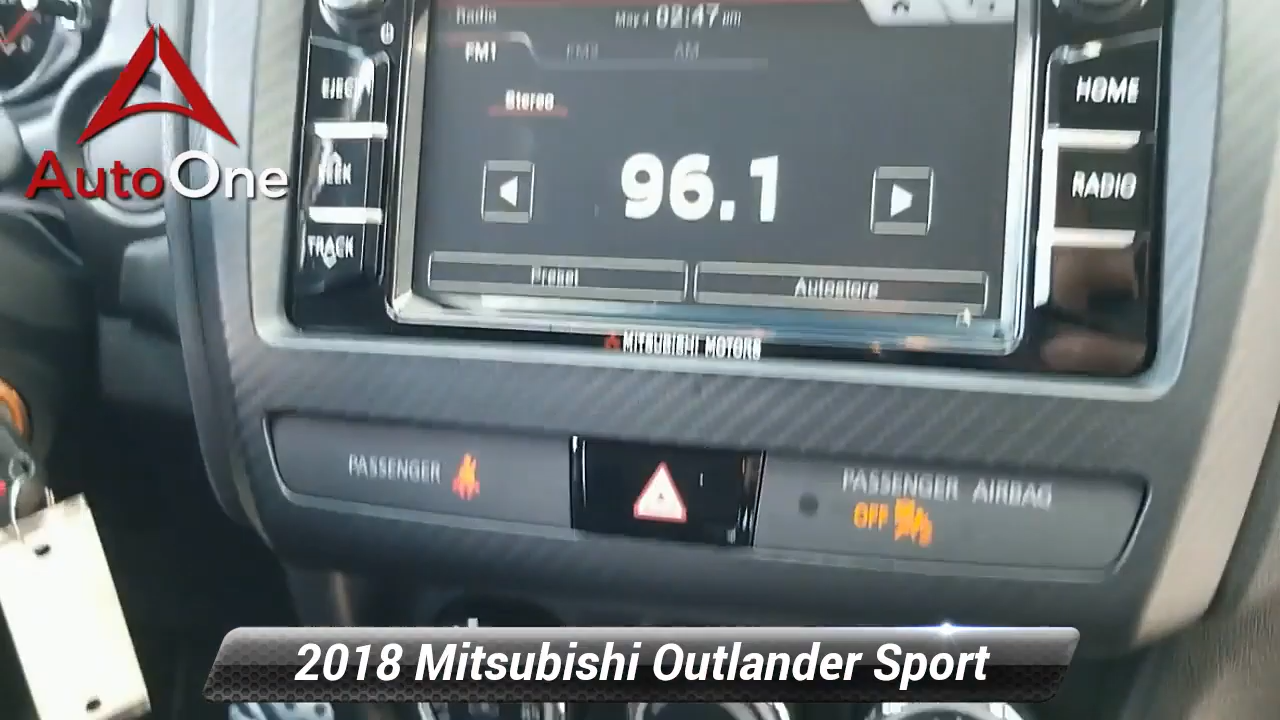 Radio
May 4 02:47 pm
FM1 FM2 AM
EJECT
HOME
Stereo
AutoOne
96.1
RADIO
TRACK
Preset Autostore
MITSUBISHI MOTORS
PASSENGER
PASSENGER AIRBAG
OFF
2018 Mitsubishi Outlander Sport